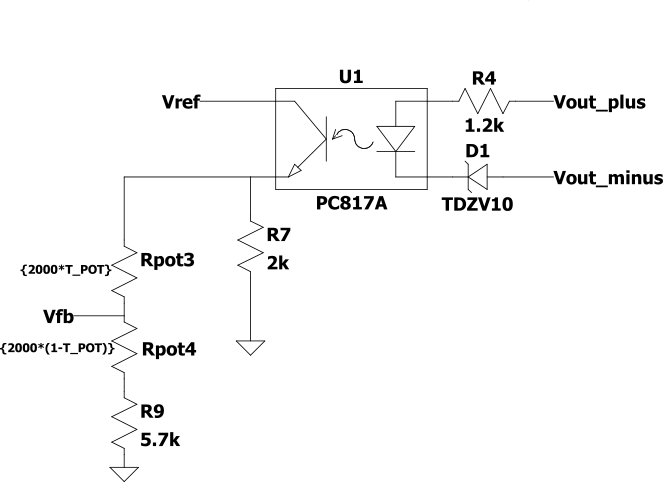 U1
R4
Vref
Vout_plus
1.2k
D1
Vout_minus
PC817A
TDZV10
R7
2k
Rpot3
{2000*T_POT}
Vfb
Rpot4
{2000*(1-T_POT)}
R9
5.7k